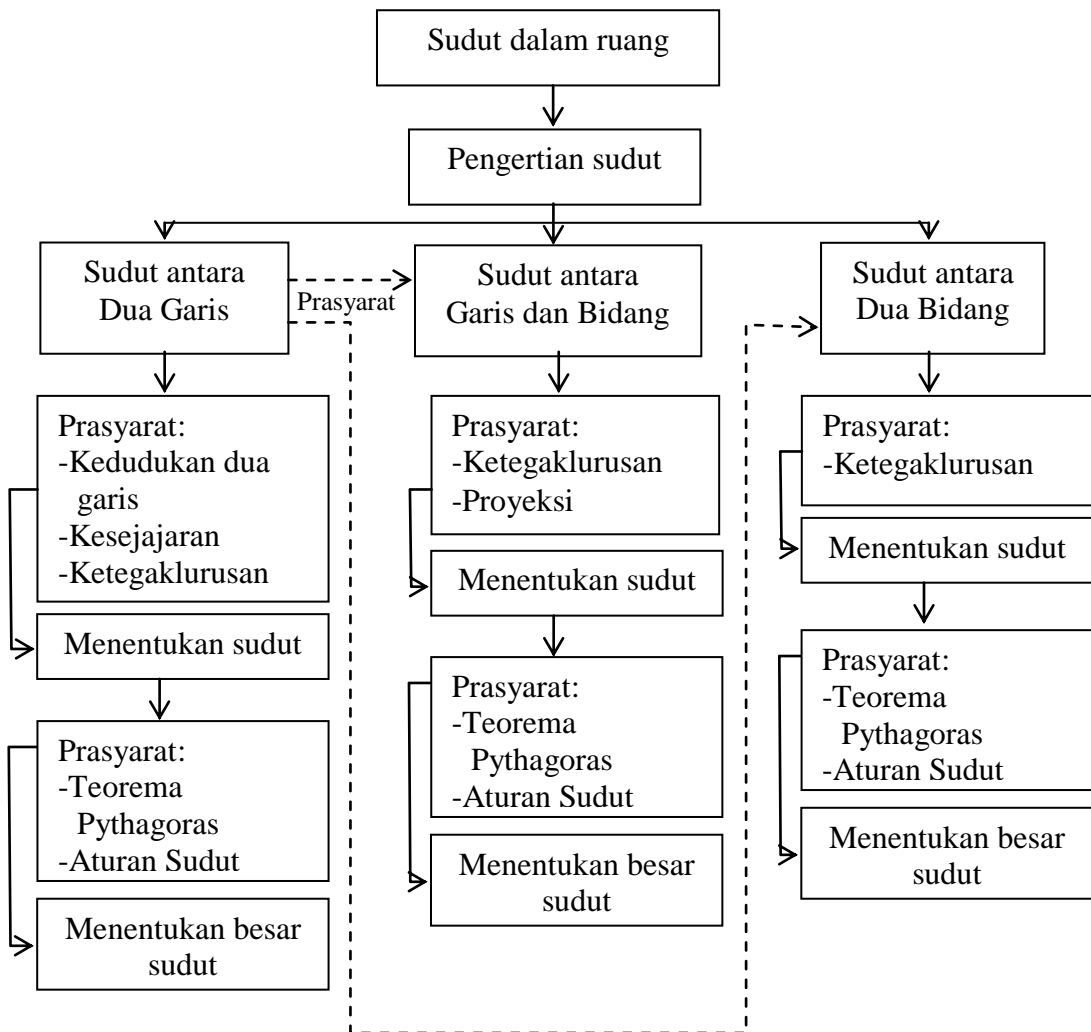 Sudut dalam ruang
Pengertian sudut
Sudut antara
Dua Garis
Prasyarat
Sudut antara
Garis dan Bidang
Sudut antara
Dua Bidang
Prasyarat:
-Kedudukan dua
garis
-Kesejajaran
-Ketegaklurusan
Menentukan sudut
Prasyarat:
-Teorema
Pythagoras
-Aturan Sudut
Menentukan besar
sudut
Prasyarat:
-Ketegaklurusan
-Proyeksi
Menentukan sudut
Prasyarat:
-Teorema
Pythagoras
-Aturan Sudut
Menentukan besar
sudut
Prasyarat:
-Ketegaklurusan
Menentukan sudut
Prasyarat:
-Teorema
Pythagoras
-Aturan Sudut
Menentukan besar
sudut